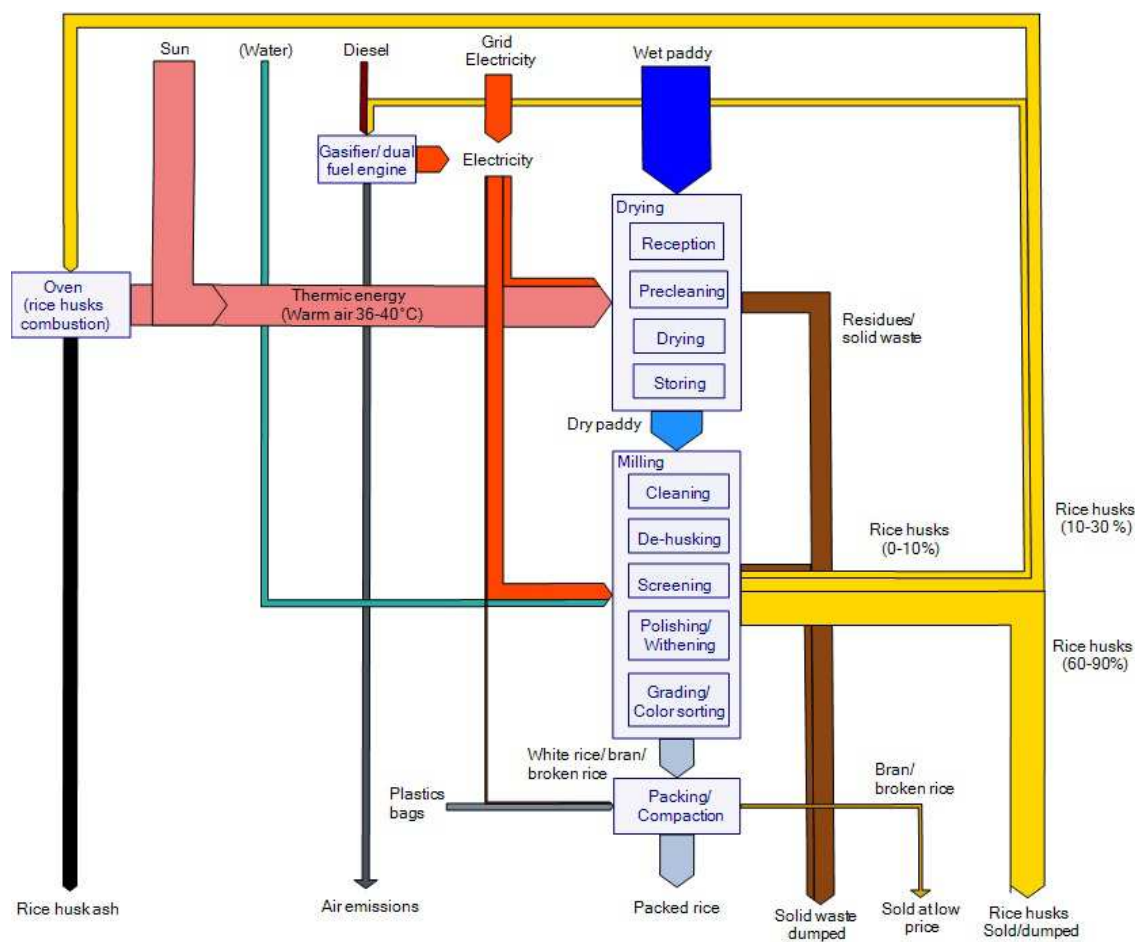 Sun
(Water)
Diesel
Grid
Electricity
Wet paddy
Gasifier/ dual
fuel engine
Electricity
Drying
Reception
Precleaning
Drying
Storing
Oven
(rice husks
combustion)
Thermic energy
(Warm air 36-40°C)
Residues/
solid waste
Dry paddy
Milling
Cleaning
De-husking
Screening
Polishing/
Withening
Grading/
Color sorting
Rice husks
(0-10%)
Rice husks
(10-30 %)
Rice husks
(60-90%)
White rice/ bran/
broken rice
Plastics
bags
Packing/
Compaction
Bran/
broken rice
Rice husk ash
Air emissions
Packed rice
Solid waste
dumped
Sold at low
price
Rice husks
Sold/dumped